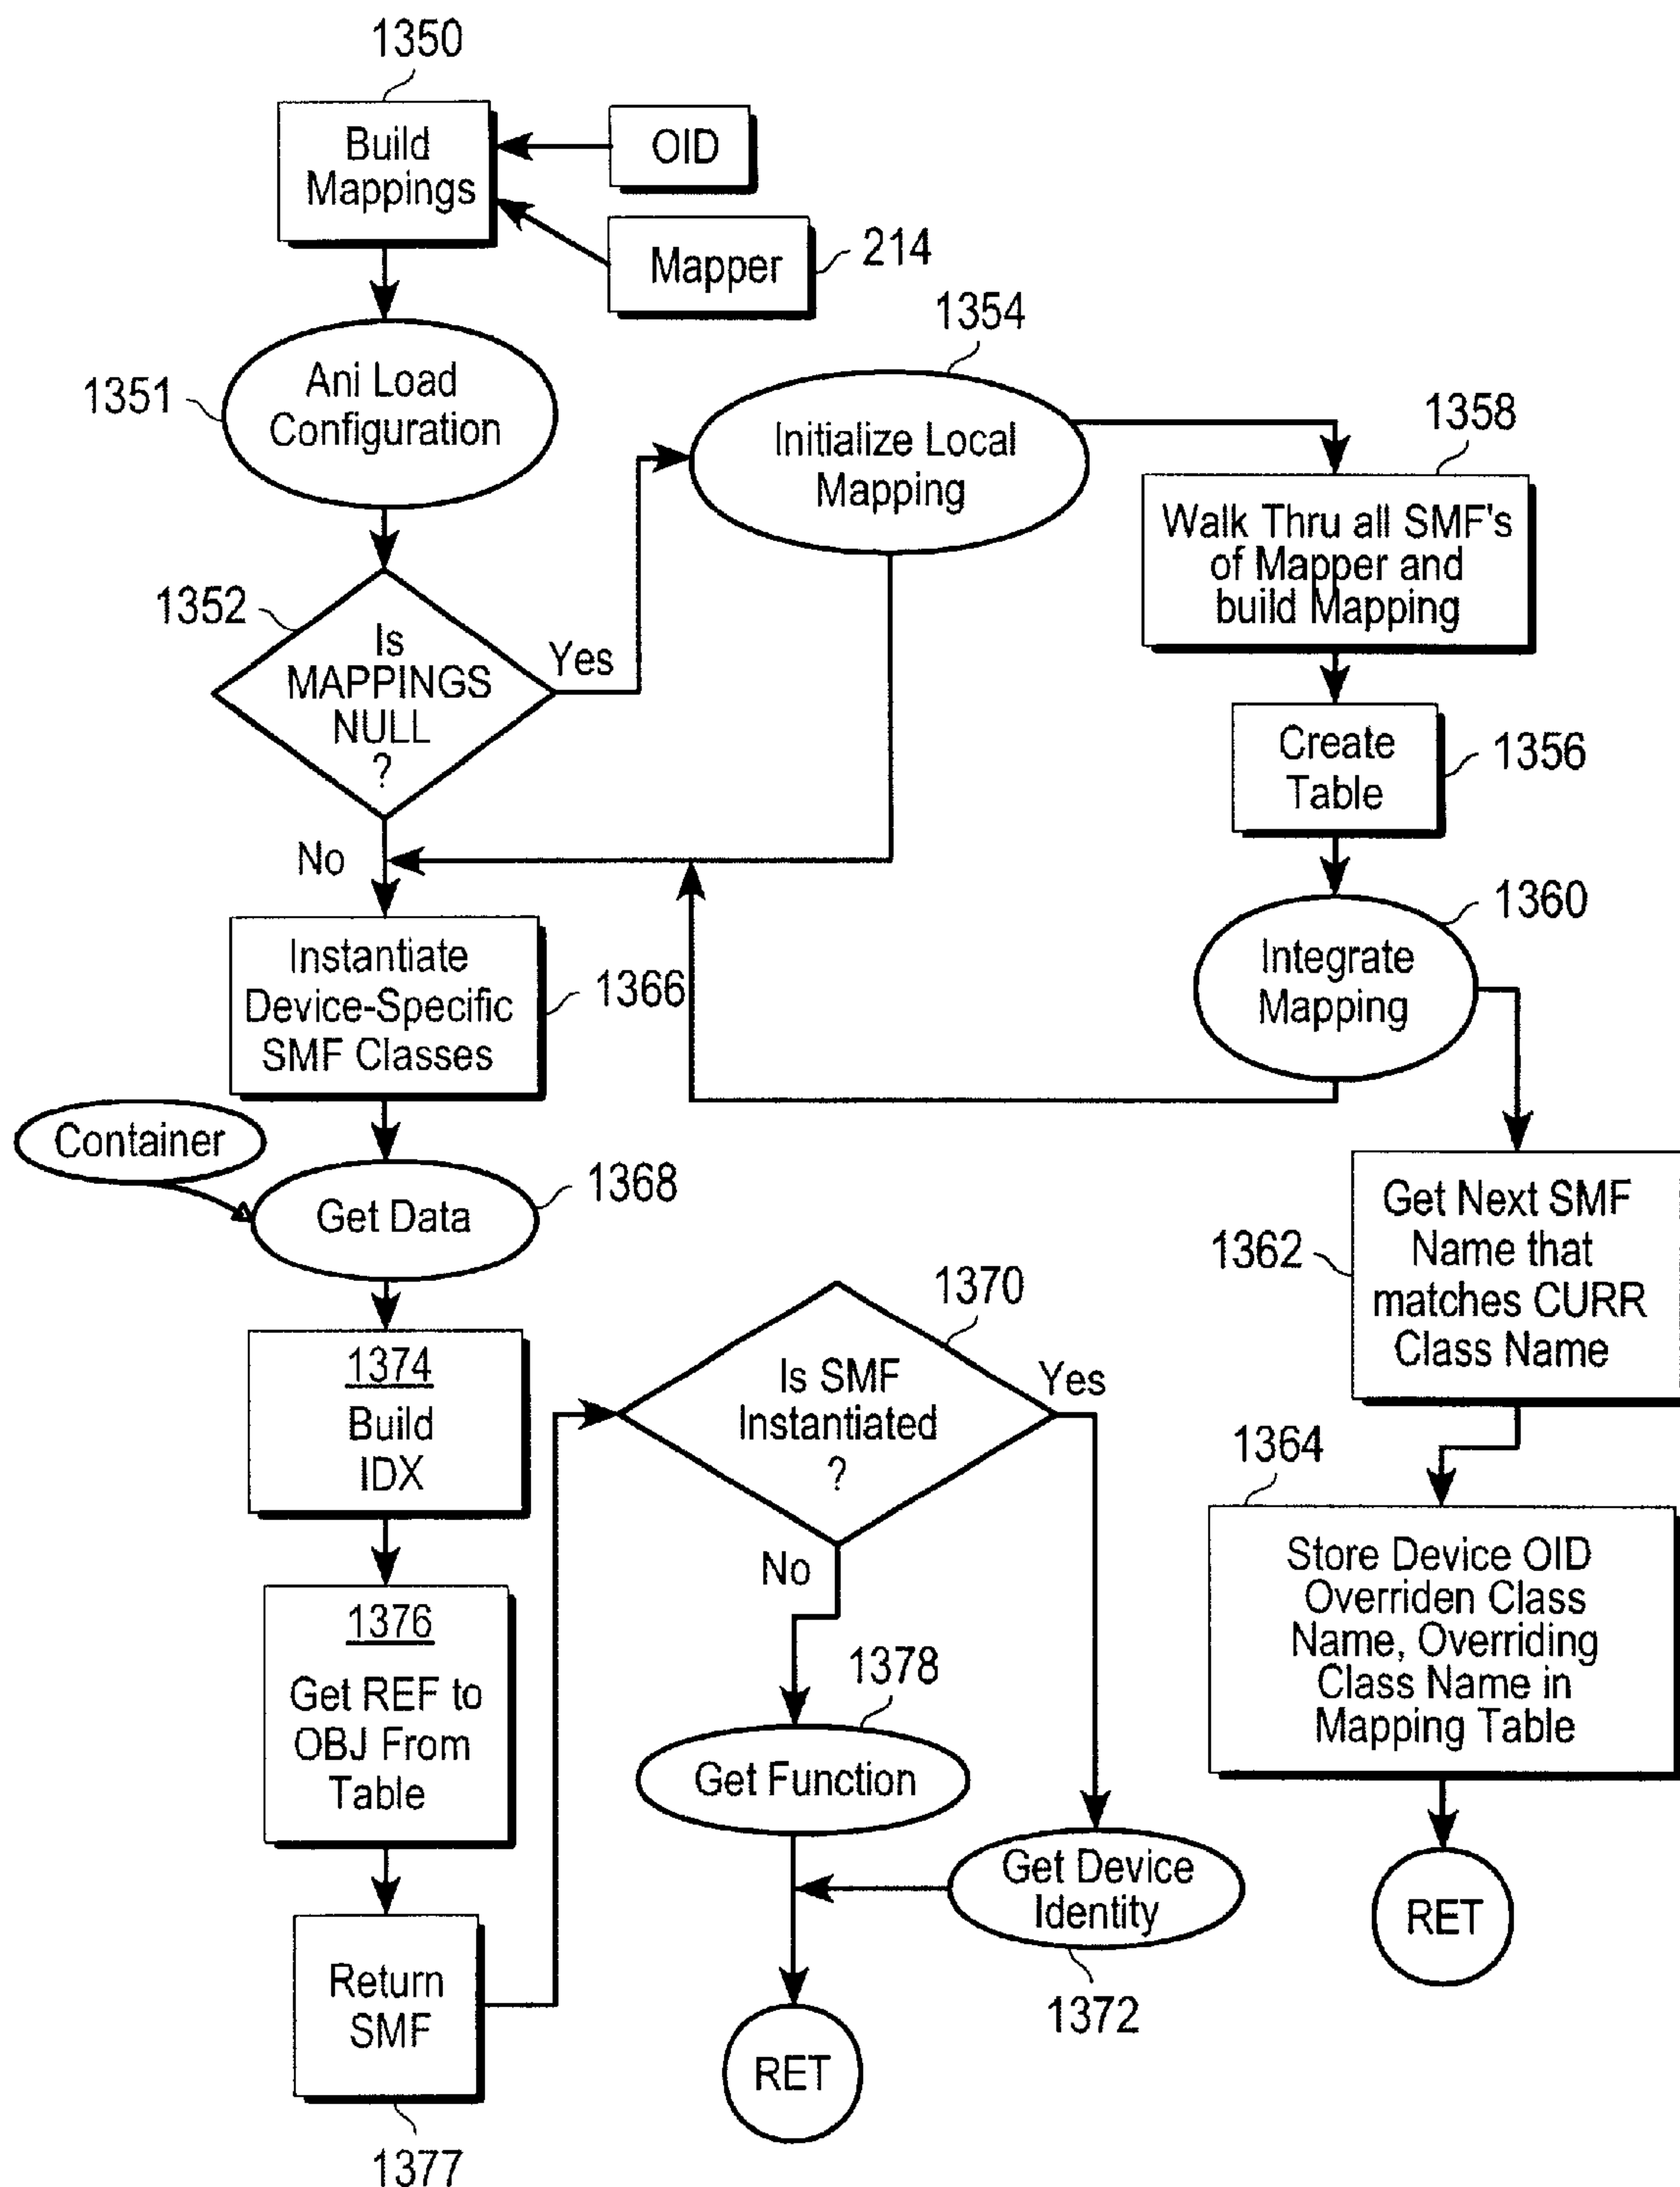 1350
Build
Mappings
OID
Mapper
214
1351
Ani Load
Configuration
1354
Initialize Local
Mapping
1358
Walk Thru all SMF's
of Mapper and
build Mapping
1352
Is
MAPPINGS
NULL
?
Yes
No
Create
Table
1356
1360
Integrate
Mapping
Instantiate
Device-Specific
SMF Classes
1366
Container
Get Data
1368
1362
Get Next SMF
Name that
matches CURR
Class Name
1374
Build
IDX
1370
Is SMF
Instantiated
?
Yes
No
1364
Store Device OID
Overriden Class
Name, Overriding
Class Name in
Mapping Table
1376
Get REF to
OBJ From
Table
1378
Get Function
Get Device
Identity
1372
RET
Return
SMF
1377
RET